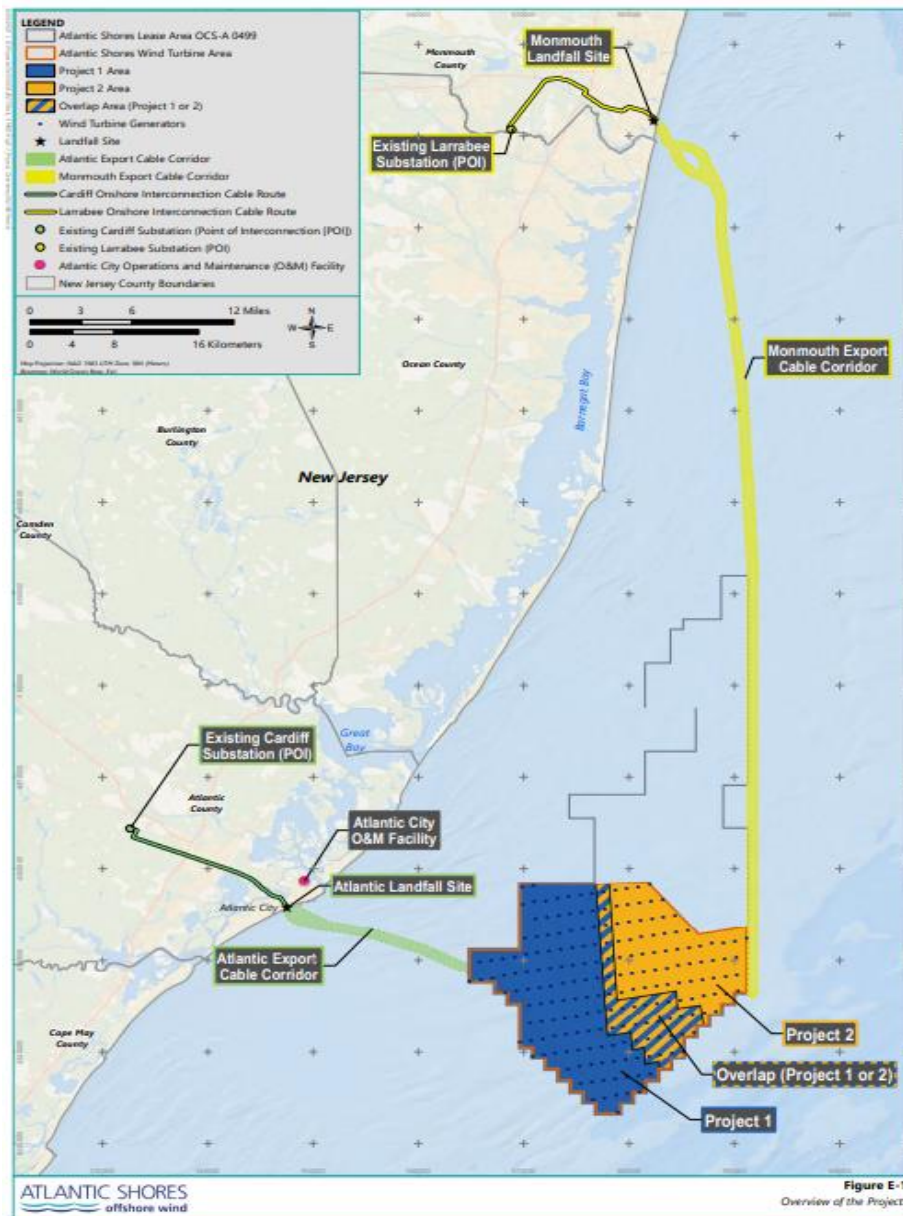 LEGEND
Atlantic Shores Lease Area OCS-A 0499
Atlantic Shores Wind Turbine Area
Project 1 Area
Project 2 Area
Overlap Area (Project 1 or 2)
Wind Turbine Generators
Landfall Site
Atlantic Export Cable Corridor
Monmouth Export Cable Corridor
Cardiff Onshore Interconnection Cable Route
Larrabee Onshore Interconnection Cable Route
Existing Cardiff Substation (Point of Interconnection [POI])
Existing Larrabee Substation (POI)
Atlantic City Operations and Maintenance (O&M) Facility
New Jersey County Boundaries
0 3 6 12 Miles
0 4 8 16 Kilometers
N
W E
S
Monmouth
County
Monmouth
Landfall Site
Existing Larrabee
Substation (POI)
Monmouth Export
Cable Corridor
Ocean County
Barnegat Bay
Burlington
County
New Jersey
Camden
County
Great
Bay
Existing Cardiff
Substation (POI)
Atlantic
County
Atlantic City
O&M Facility
Atlantic Landfall Site
Atlantic City
Atlantic Export
Cable Corridor
Cape May
County
Project 2
Overlap (Project 1 or 2)
Project 1
ATLANTIC SHORES
offshore wind
Figure E-1
Overview of the Project